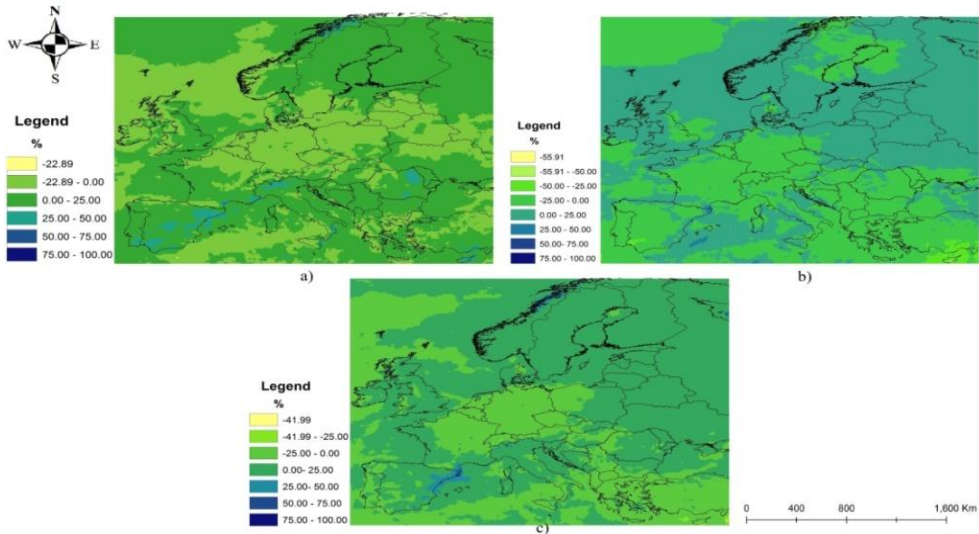 N
W E
S
Legend
%
-22.89
-22.89 - 0.00
0.00 - 25.00
25.00 - 50.00
50.00 - 75.00
75.00 - 100.00
a)
Legend
%
-55.91
-55.91 - -50.00
-50.00 - -25.00
-25.00 - 0.00
0.00 - 25.00
25.00 - 50.00
50.00- 75.00
75.00 - 100.00
b)
Legend
%
-41.99
-41.99 - -25.00
-25.00 - 0.00
0.00- 25.00
25.00- 50.00
50.00 - 75.00
75.00 - 100.00
c)
0 400 800 1,600 Km